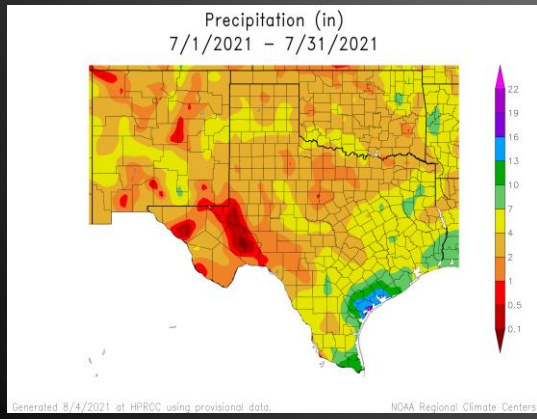 Precipitation (in)
7/1/2021 – 7/31/2021
22
19
16
13
10
7
4
2
1
0.5
0.1
Generated 8/4/2021 at HPRCC using provisional data.
NOAA Regional Climate Centers